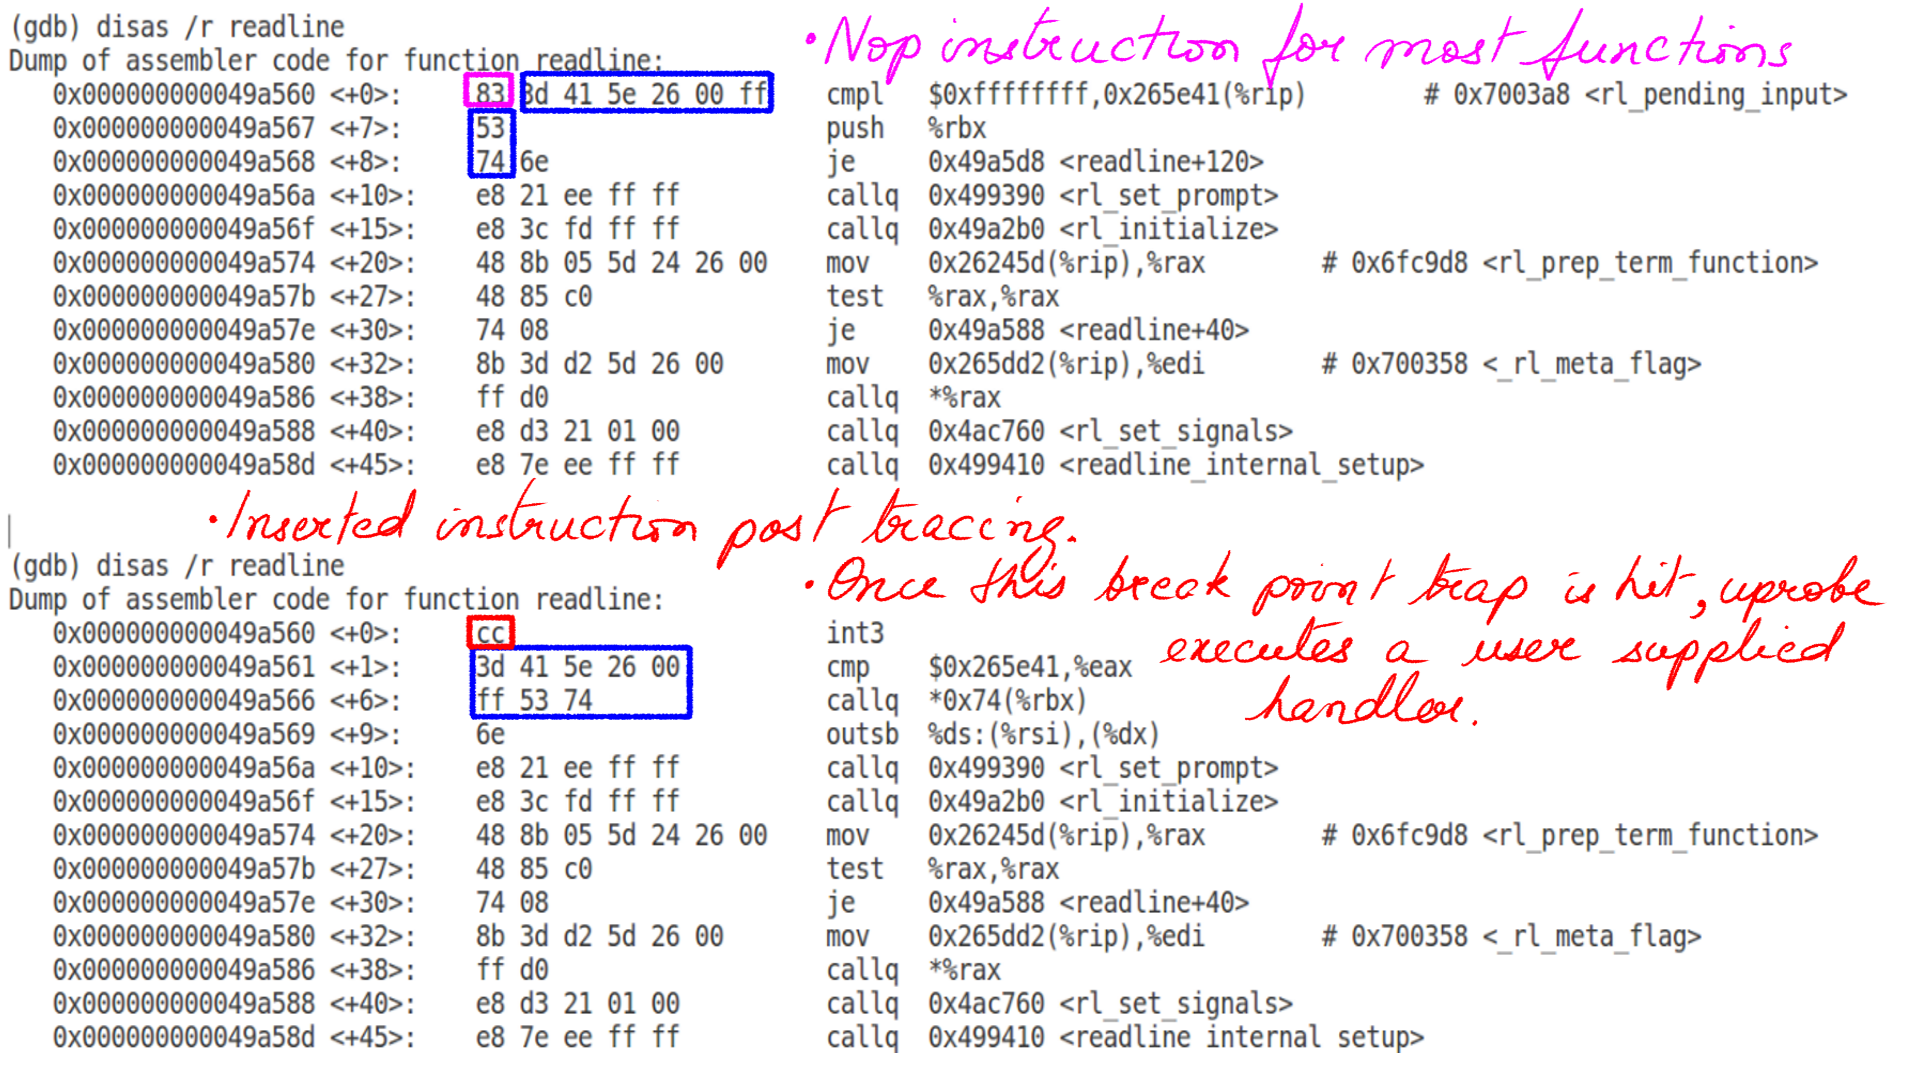 (gdb) disas /r readline
• Nop instruction for most functions
Dump of assembler code for function readline:
0x000000000049a560 <+0>: 83 3d 41 5e 26 00 ff cmpl $0xffffffff,0x265e41(%rip) # 0x7003a8 <rl_pending_input>
0x000000000049a567 <+7>: 53 push %rbx
0x000000000049a568 <+8>: 74 6e je 0x49a5d8 <readline+120>
0x000000000049a56a <+10>: e8 21 ee ff ff callq 0x499390 <rl_set_prompt>
0x000000000049a56f <+15>: e8 3c fd ff ff callq 0x49a2b0 <rl_initialize>
0x000000000049a574 <+20>: 48 8b 05 5d 24 26 00 mov 0x26245d(%rip),%rax # 0x6fc9d8 <rl_prep_term_function>
0x000000000049a57b <+27>: 48 85 c0 test %rax,%rax
0x000000000049a57e <+30>: 74 08 je 0x49a588 <readline+40>
0x000000000049a580 <+32>: 8b 3d d2 5d 26 00 mov 0x265dd2(%rip),%edi # 0x700358 <_rl_meta_flag>
0x000000000049a586 <+38>: ff d0 callq *%rax
0x000000000049a588 <+40>: e8 d3 21 01 00 callq 0x4ac760 <rl_set_signals>
0x000000000049a58d <+45>: e8 7e ee ff ff callq 0x499410 <readline_internal_setup>
• Inserted instruction post tracing.
(gdb) disas /r readline
• Once this break point trap is hit, uprobe
Dump of assembler code for function readline:
0x000000000049a560 <+0>: cc int3
executes a user supplied
0x000000000049a561 <+1>: 3d 41 5e 26 00 cmp $0x265e41,%eax
0x000000000049a566 <+6>: ff 53 74 callq *0x74(%rbx)
handler.
0x000000000049a569 <+9>: 6e outsb %ds:(%rsi),(%dx)
0x000000000049a56a <+10>: e8 21 ee ff ff callq 0x499390 <rl_set_prompt>
0x000000000049a56f <+15>: e8 3c fd ff ff callq 0x49a2b0 <rl_initialize>
0x000000000049a574 <+20>: 48 8b 05 5d 24 26 00 mov 0x26245d(%rip),%rax # 0x6fc9d8 <rl_prep_term_function>
0x000000000049a57b <+27>: 48 85 c0 test %rax,%rax
0x000000000049a57e <+30>: 74 08 je 0x49a588 <readline+40>
0x000000000049a580 <+32>: 8b 3d d2 5d 26 00 mov 0x265dd2(%rip),%edi # 0x700358 <_rl_meta_flag>
0x000000000049a586 <+38>: ff d0 callq *%rax
0x000000000049a588 <+40>: e8 d3 21 01 00 callq 0x4ac760 <rl_set_signals>
0x000000000049a58d <+45>: e8 7e ee ff ff callq 0x499410 <readline internal setup>